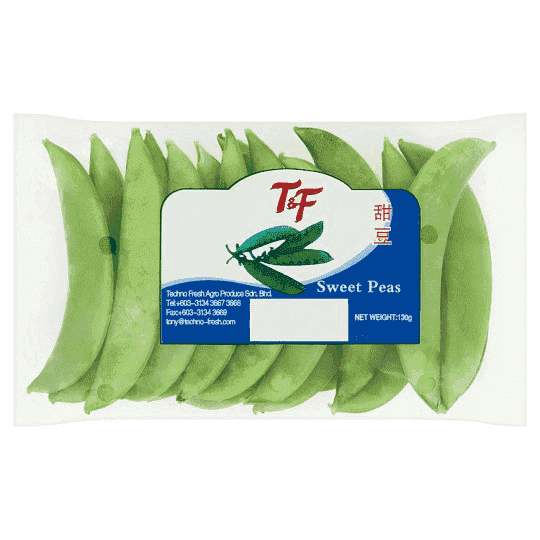 T&F
甜
豆
Sweet Peas
Techno Fresh Agro Produce Sdn. Bhd.
Tel:+603-3134 3667 3668
Fax:+603-3134 3669
tony@techno-fresh.com
NET WEIGHT:130g